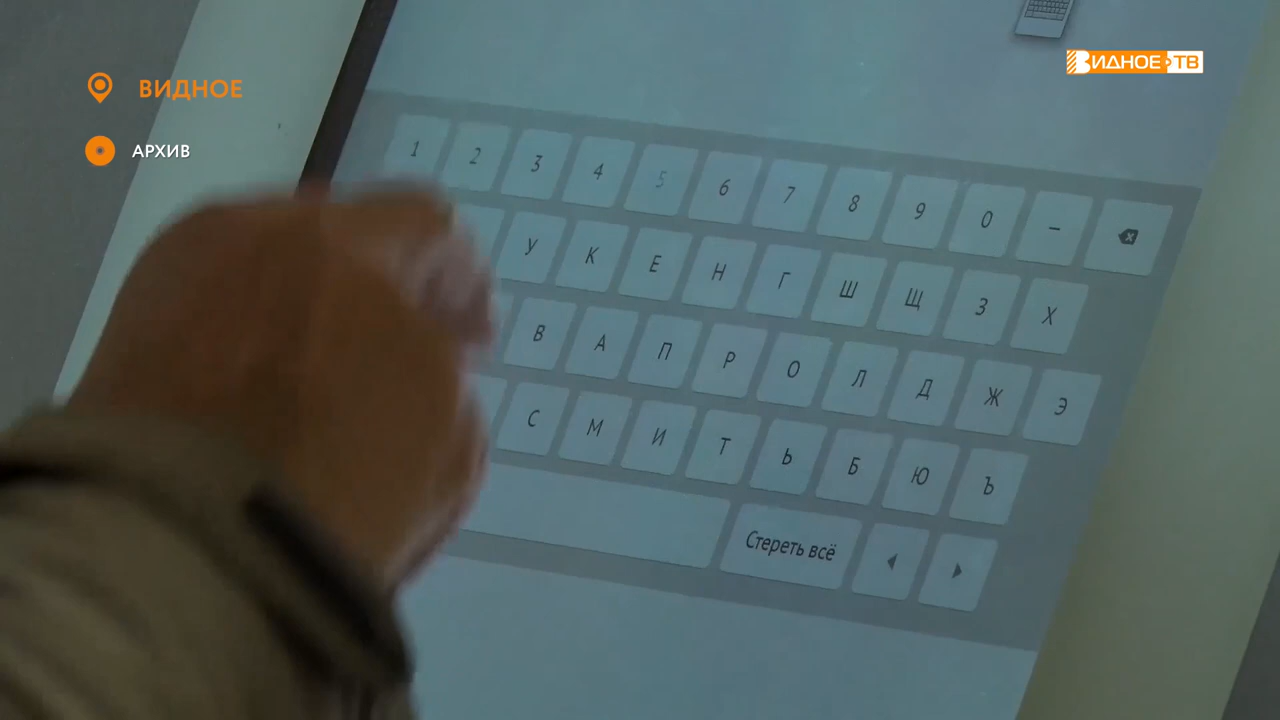 ВИДНОЕ
АРХИВ
ВИДНОЕ ТВ
1 2 3 4 5 6 7 8 9 0 –
У К Е Н Г Ш Щ З Х
В А П Р О Л Д Ж Э
С М И Т Ь Б Ю Ъ
Стереть всё